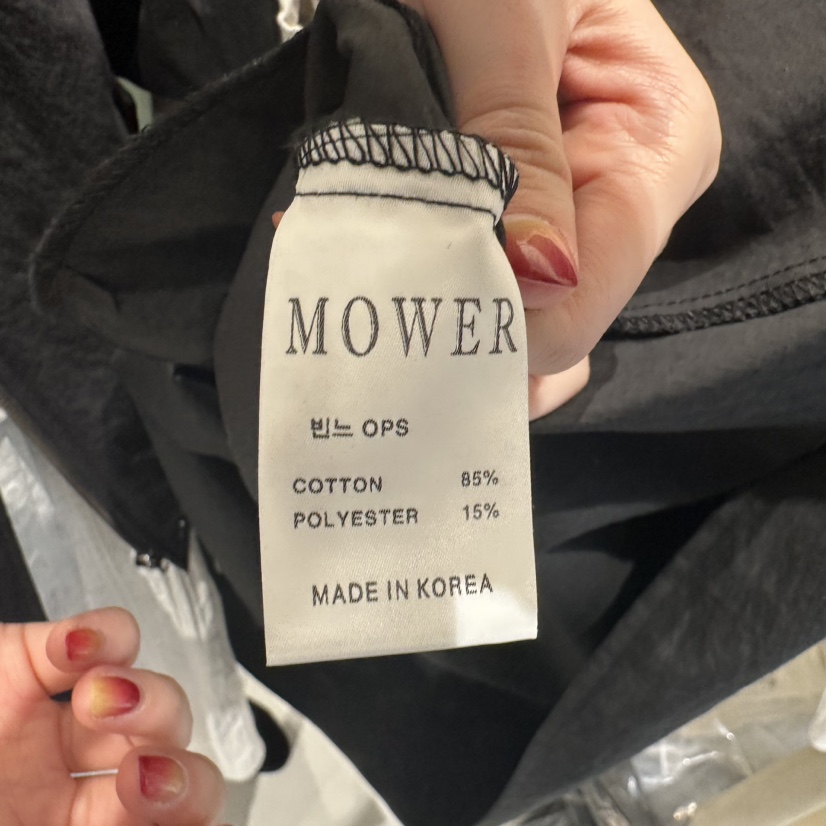 MOWER
빈느 OPS
COTTON 85%
POLYESTER 15%
MADE IN KOREA